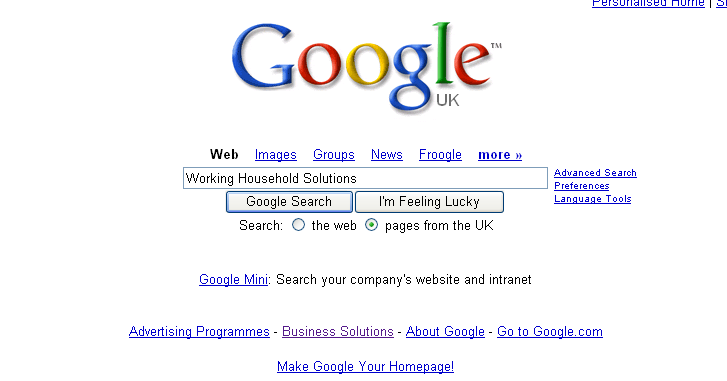 Personalised Home |
Google™
UK
Web Images Groups News Froogle more »
Working Household Solutions
Advanced Search
Preferences
Language Tools
Google Search I'm Feeling Lucky
Search: the web pages from the UK
Google Mini: Search your company's website and intranet
Advertising Programmes - Business Solutions - About Google - Go to Google.com
Make Google Your Homepage!